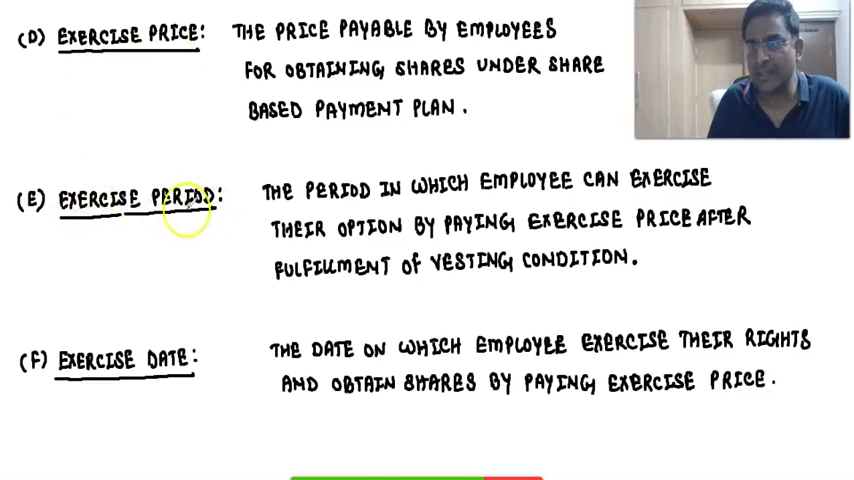 (D) EXERCISE PRICE: THE PRICE PAYABLE BY EMPLOYEES
FOR OBTAINING SHARES UNDER SHARE
BASED PAYMENT PLAN.
(E) EXERCISE PERIOD: THE PERIOD IN WHICH EMPLOYEE CAN EXERCISE
THEIR OPTION BY PAYING EXERCISE PRICE AFTER
FULFILLMENT OF VESTING CONDITION.
(F) EXERCISE DATE: THE DATE ON WHICH EMPLOYEE EXERCISE THEIR RIGHTS
AND OBTAIN SHARES BY PAYING EXERCISE PRICE.